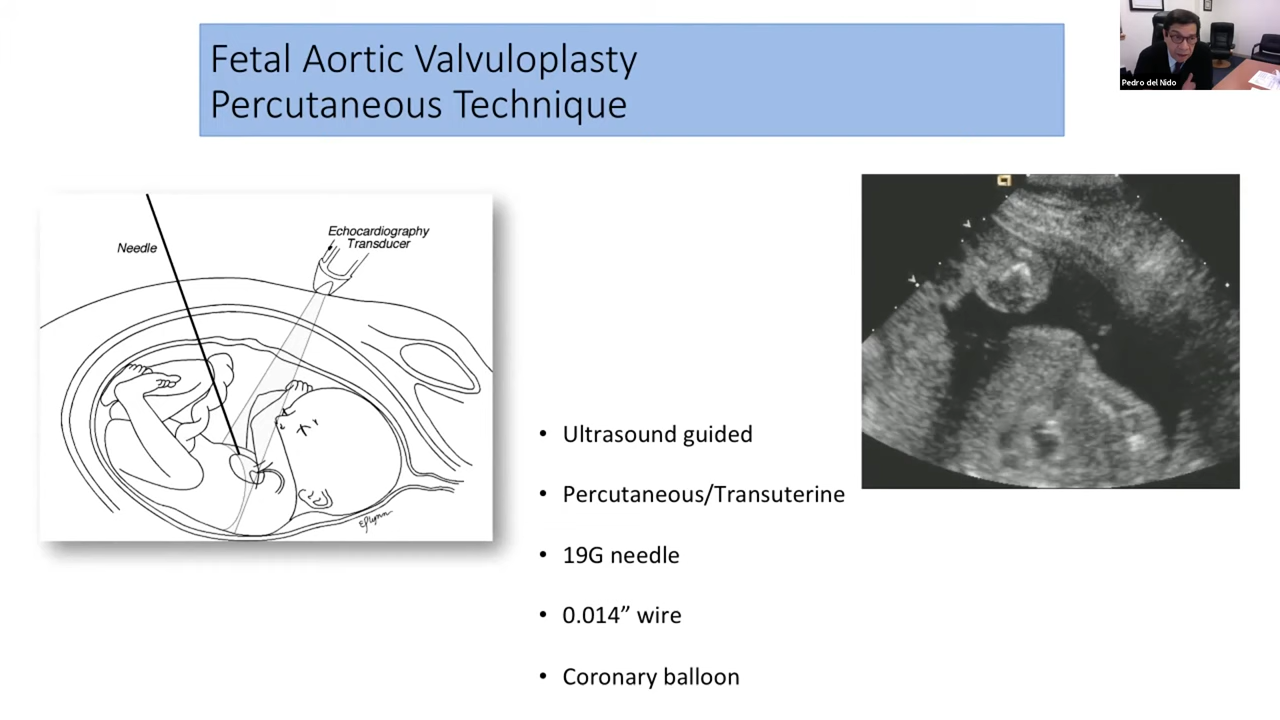 Fetal Aortic Valvuloplasty
Percutaneous Technique
Pedro del Nido
Needle
Echocardiography
Transducer
• Ultrasound guided
• Percutaneous/Transuterine
• 19G needle
• 0.014” wire
• Coronary balloon